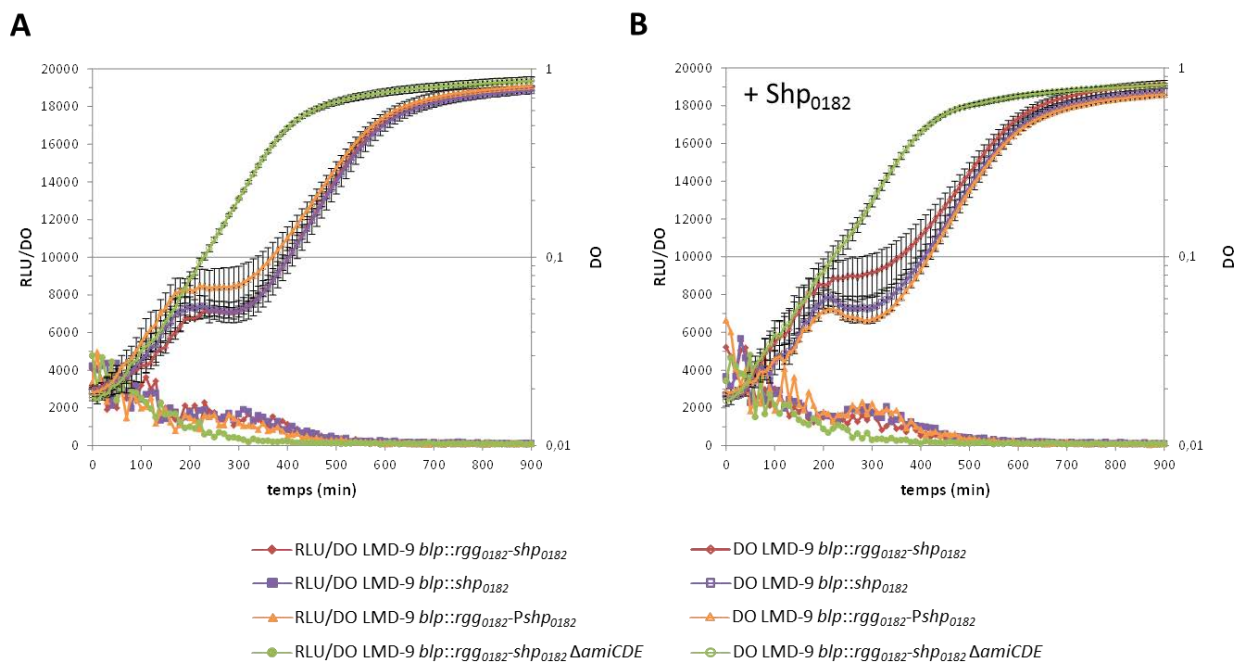 A
B
20000
18000
16000
14000
12000
10000
8000
6000
4000
2000
0
RLU/DO
1
0,1
0,01
DO
0 100 200 300 400 500 600 700 800 900
temps (min)
+ Shp0182
20000
18000
16000
14000
12000
10000
8000
6000
4000
2000
0
RLU/DO
1
0,1
0,01
DO
0 100 200 300 400 500 600 700 800 900
temps (min)
RLU/DO LMD-9 blp::rgg0182-shp0182
RLU/DO LMD-9 blp::shp0182
RLU/DO LMD-9 blp::rgg0182-Pshp0182
RLU/DO LMD-9 blp::rgg0182-shp0182 ΔamiCDE
DO LMD-9 blp::rgg0182-shp0182
DO LMD-9 blp::shp0182
DO LMD-9 blp::rgg0182-Pshp0182
DO LMD-9 blp::rgg0182-shp0182 ΔamiCDE